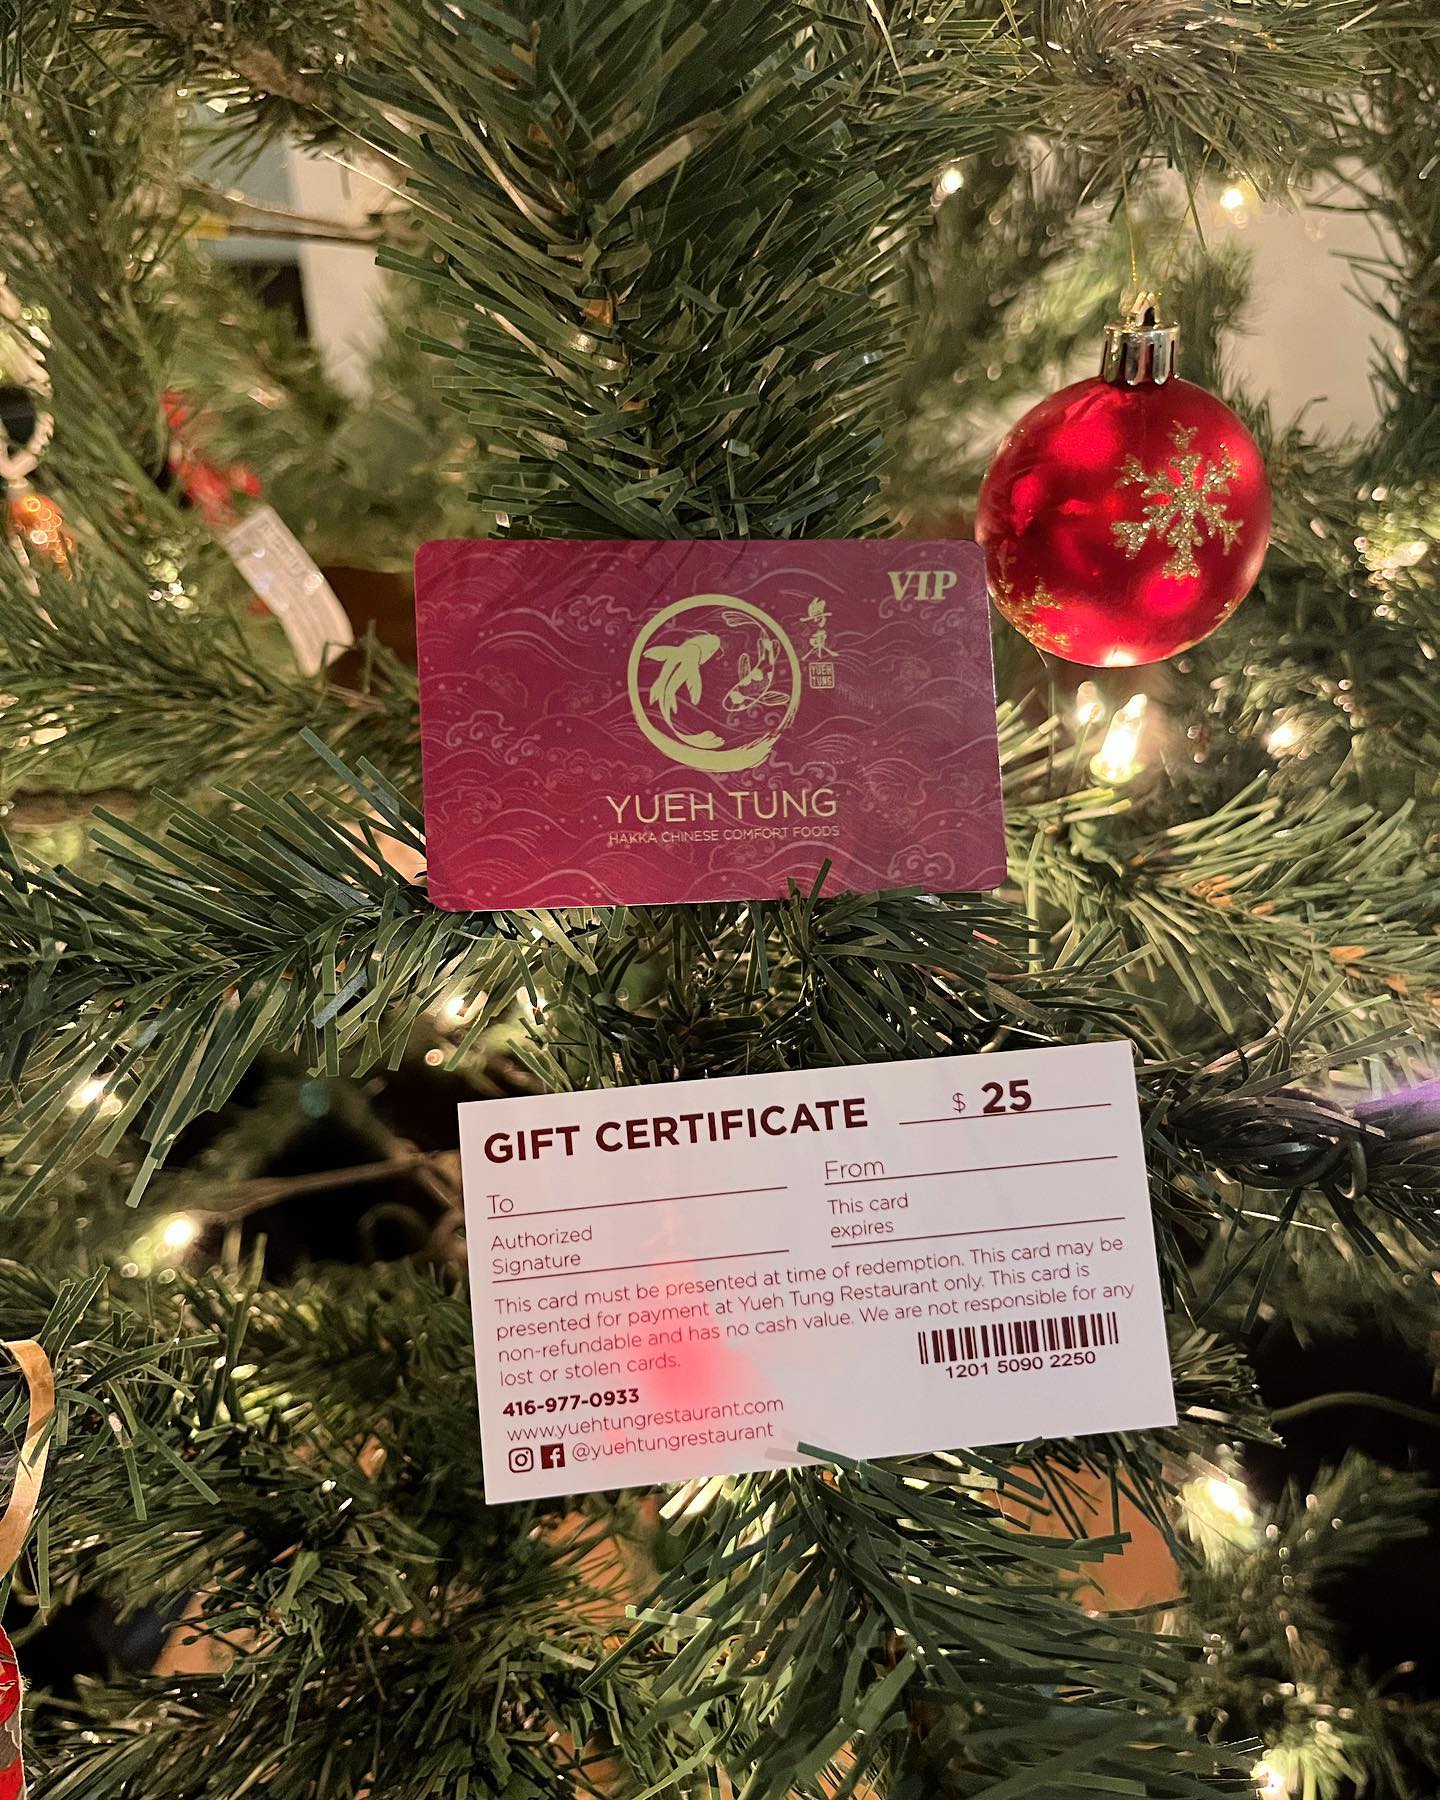 VIP
粤
東
YUEH
TUNG
YUEH TUNG
HAKKA CHINESE COMFORT FOODS
GIFT CERTIFICATE $ 25
To
From
Authorized
Signature
This card
expires
This card must be presented at time of redemption. This card may be
presented for payment at Yueh Tung Restaurant only. This card is
non-refundable and has no cash value. We are not responsible for any
lost or stolen cards.
1201 5090 2250
416-977-0933
www.yuehtungrestaurant.com
@yuehtungrestaurant